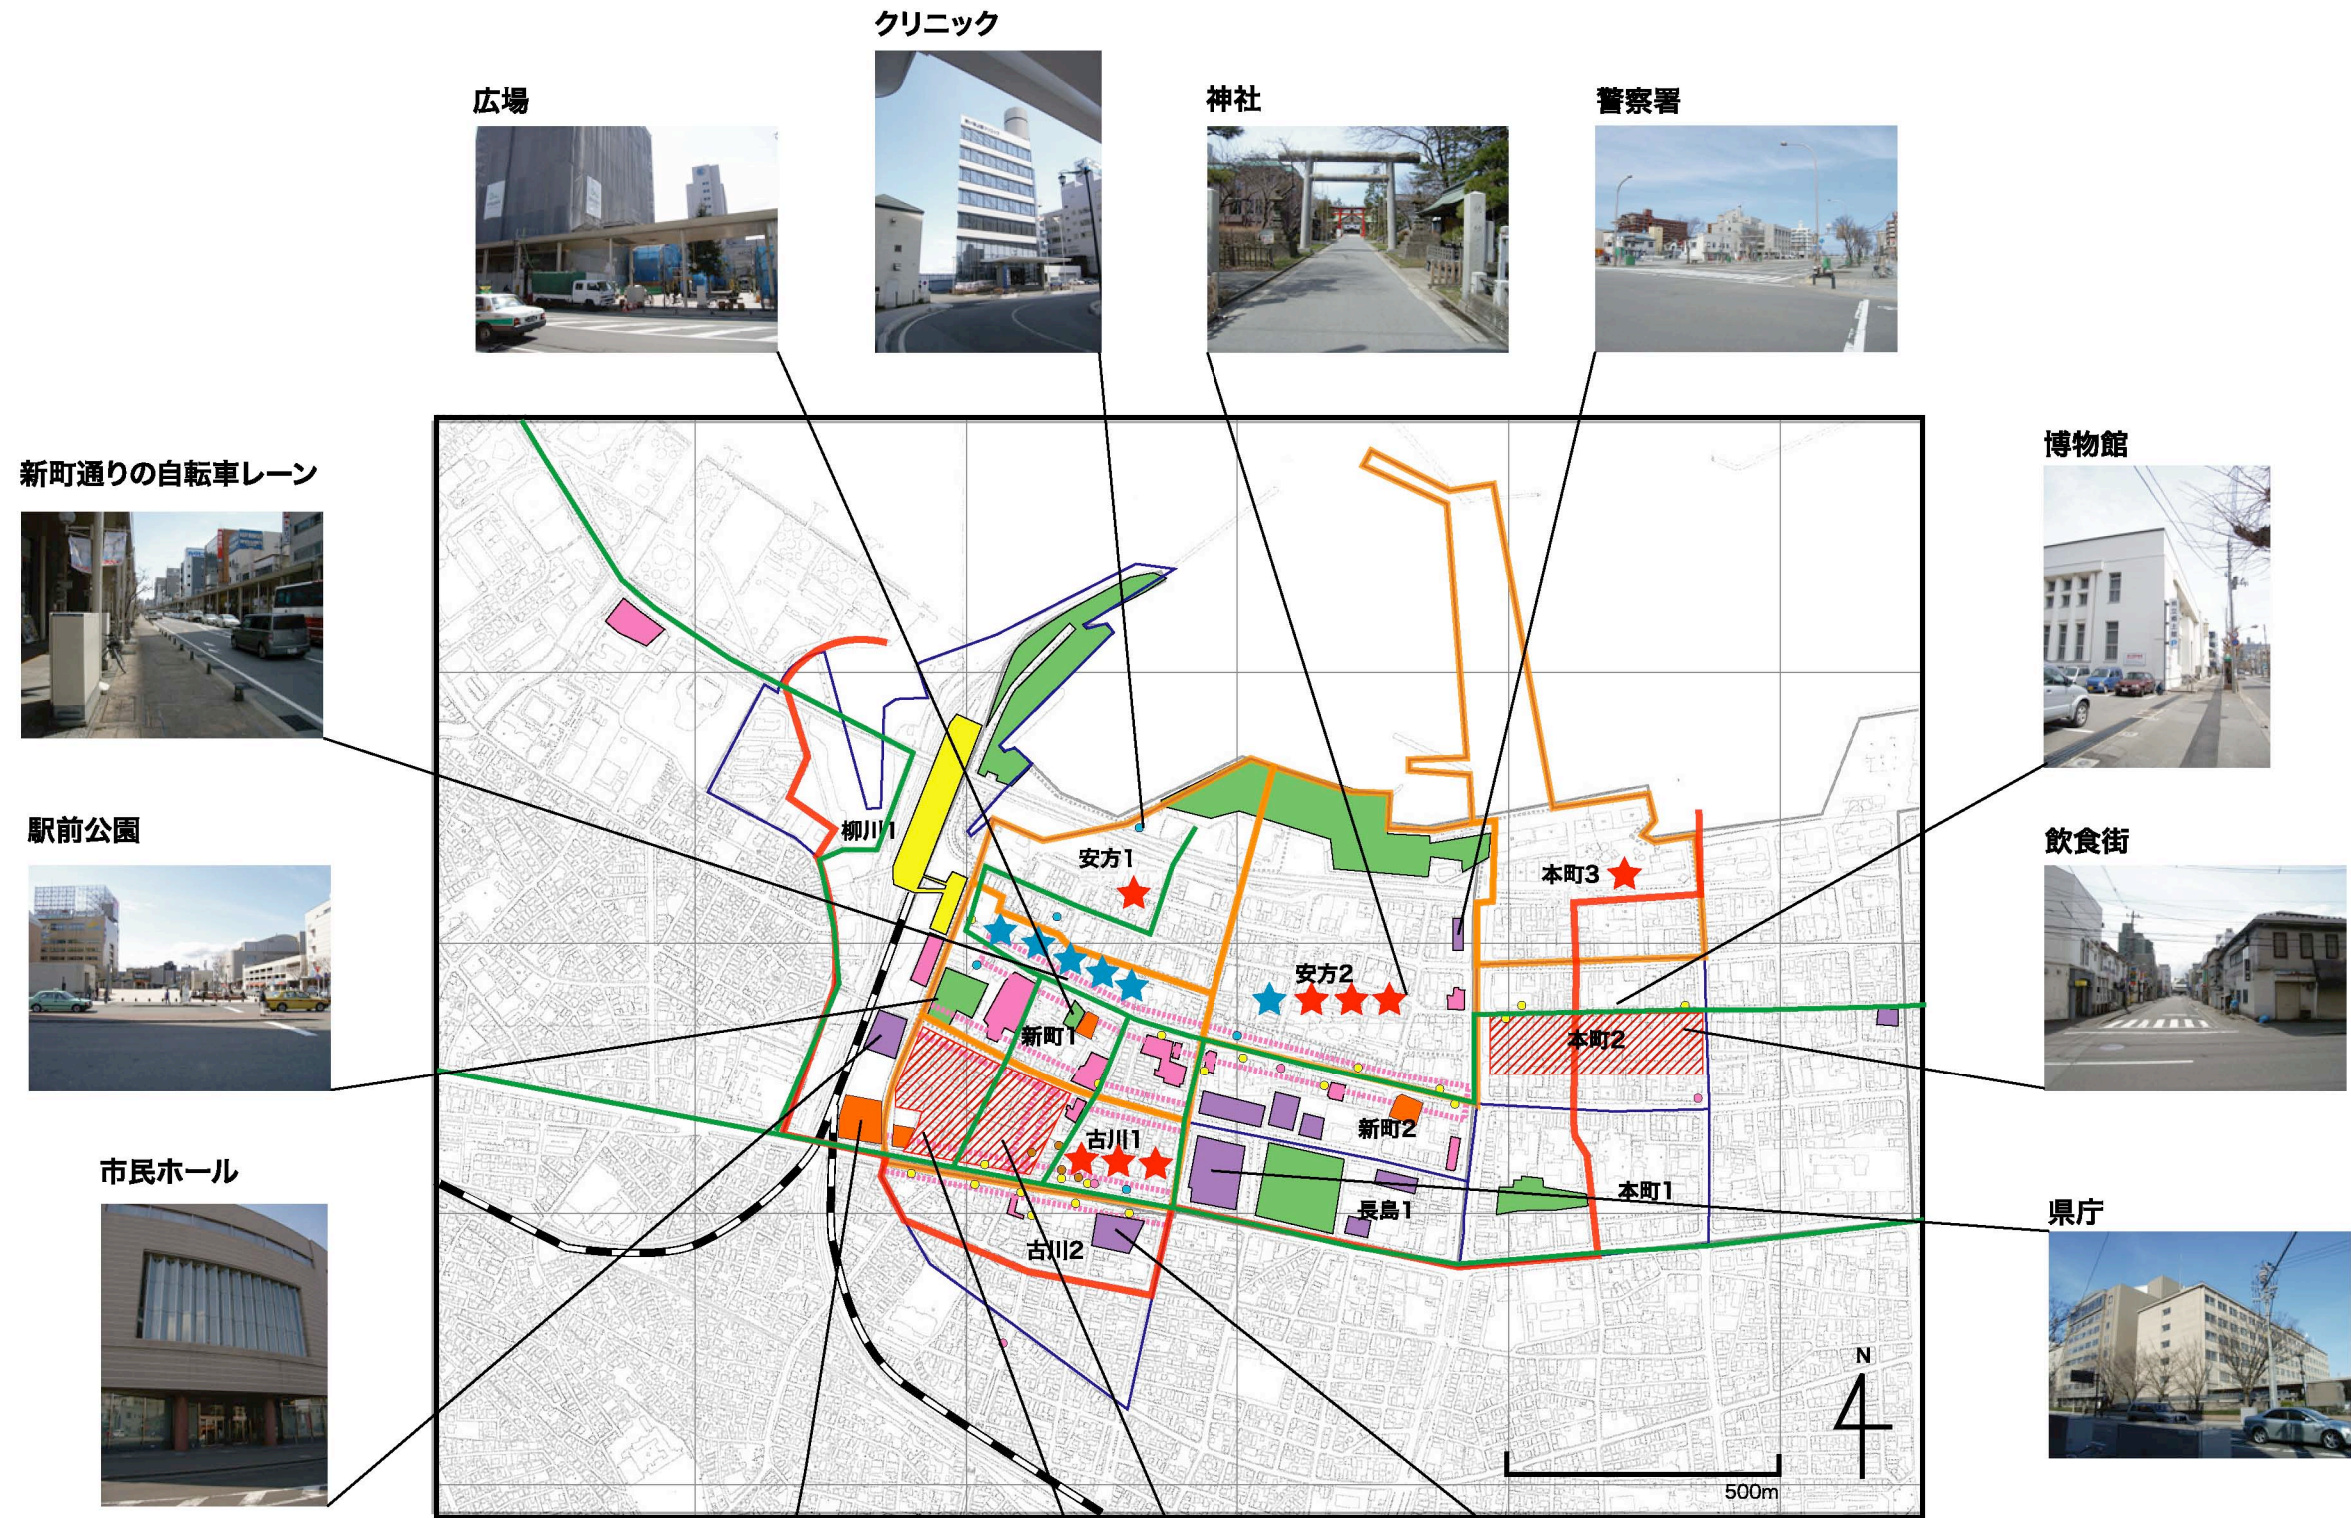 クリニック
広場
神社
警察署
博物館
新町通りの自転車レーン
駅前公園
飲食街
市民ホール
県庁
柳川1
安方1
本町3
安方2
新町1
本町2
古川1
新町2
本町1
長島1
古川2
N
500m